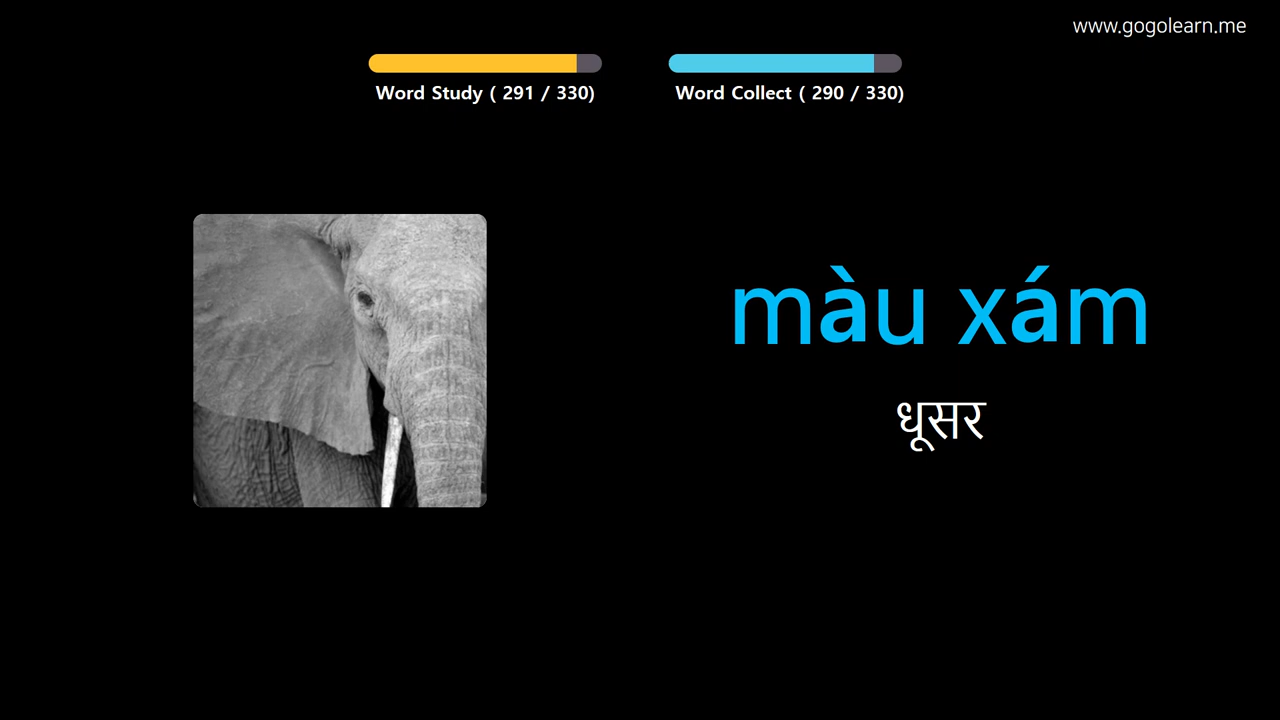 www.gogolearn.me
Word Study ( 291 / 330)
Word Collect ( 290 / 330)
màu xám
धूसर